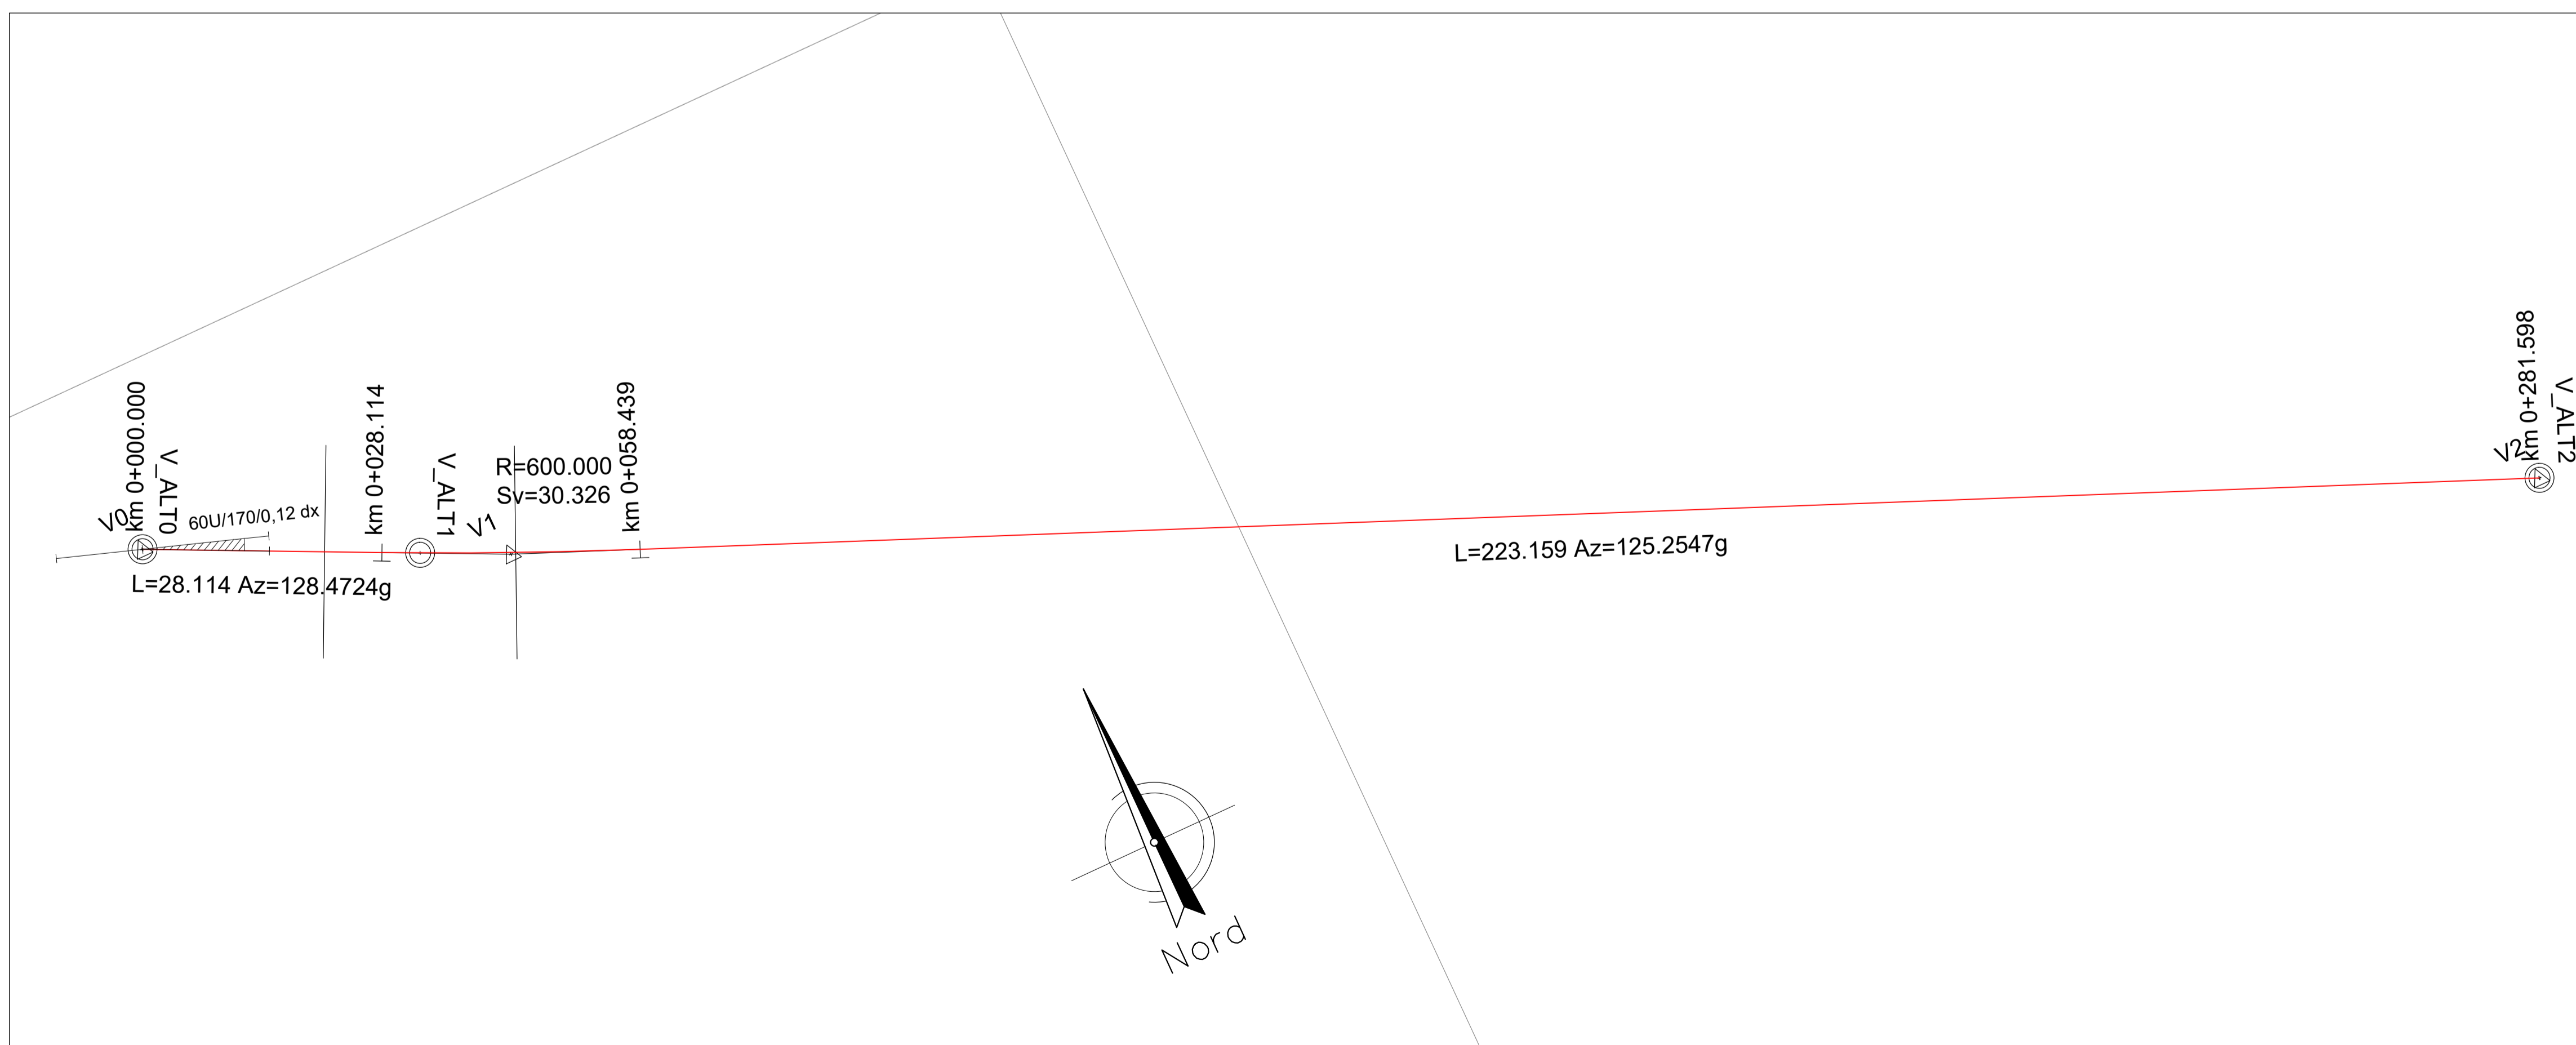 km 0+000.000
V_ALT0
V0
60U/170/0,12 dx
L=28.114 Az=128.4724g
km 0+028.114
V_ALT1
V1
R=600.000
Sv=30.326
km 0+058.439
L=223.159 Az=125.2547g
km 0+281.598
V_ALT2
V2
Nord